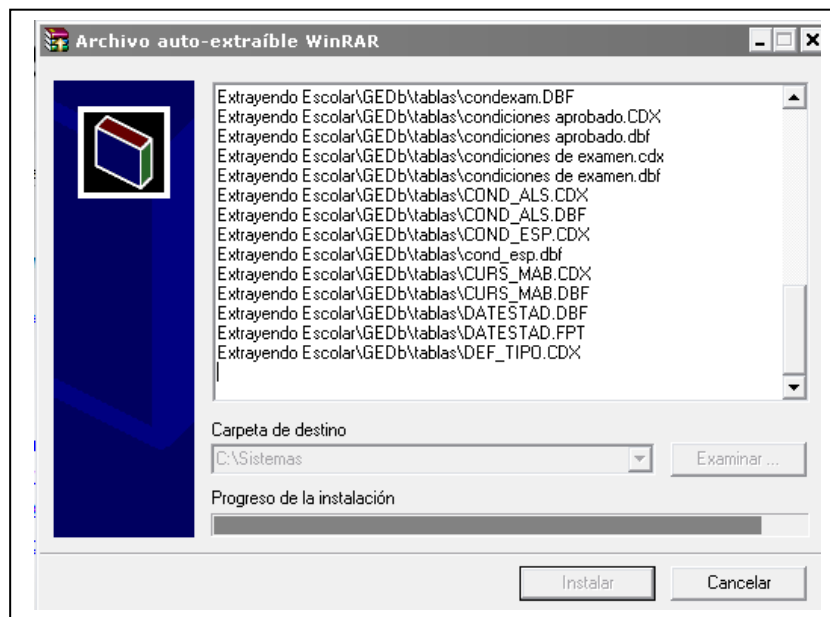 Archivo auto-extraíble WinRAR
Extrayendo Escolar\GEDb\tablas\condexam.DBF
Extrayendo Escolar\GEDb\tablas\condiciones aprobado.CDX
Extrayendo Escolar\GEDb\tablas\condiciones aprobado.dbf
Extrayendo Escolar\GEDb\tablas\condiciones de examen.cdx
Extrayendo Escolar\GEDb\tablas\condiciones de examen.dbf
Extrayendo Escolar\GEDb\tablas\COND_ALS.CDX
Extrayendo Escolar\GEDb\tablas\COND_ALS.DBF
Extrayendo Escolar\GEDb\tablas\COND_ESP.CDX
Extrayendo Escolar\GEDb\tablas\cond_esp.dbf
Extrayendo Escolar\GEDb\tablas\CURS_MAB.CDX
Extrayendo Escolar\GEDb\tablas\CURS_MAB.DBF
Extrayendo Escolar\GEDb\tablas\DATESTAD.DBF
Extrayendo Escolar\GEDb\tablas\DATESTAD.FPT
Extrayendo Escolar\GEDb\tablas\DEF_TIPO.CDX
Carpeta de destino
C:\Sistemas Examinar ...
Progreso de la instalación
Instalar Cancelar